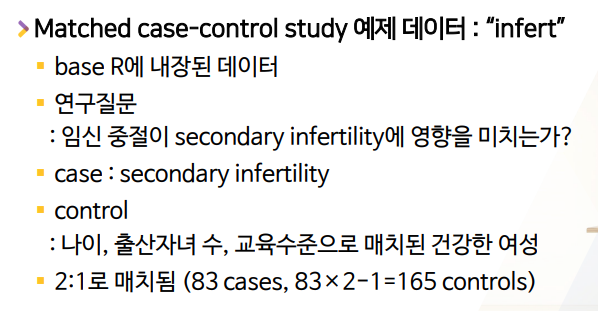 Matched case-control study 예제 데이터 : “infert”
base R에 내장된 데이터
연구질문
: 임신 중절이 secondary infertility에 영향을 미치는가?
case : secondary infertility
control
: 나이, 출산자녀 수, 교육수준으로 매치된 건강한 여성
2:1로 매치됨 (83 cases, 83×2-1=165 controls)